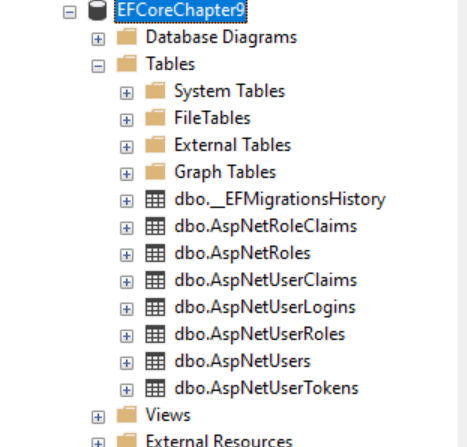 EFCoreChapter9
Database Diagrams
Tables
System Tables
FileTables
External Tables
Graph Tables
dbo.__EFMigrationsHistory
dbo.AspNetRoleClaims
dbo.AspNetRoles
dbo.AspNetUserClaims
dbo.AspNetUserLogins
dbo.AspNetUserRoles
dbo.AspNetUsers
dbo.AspNetUserTokens
Views
External Resources